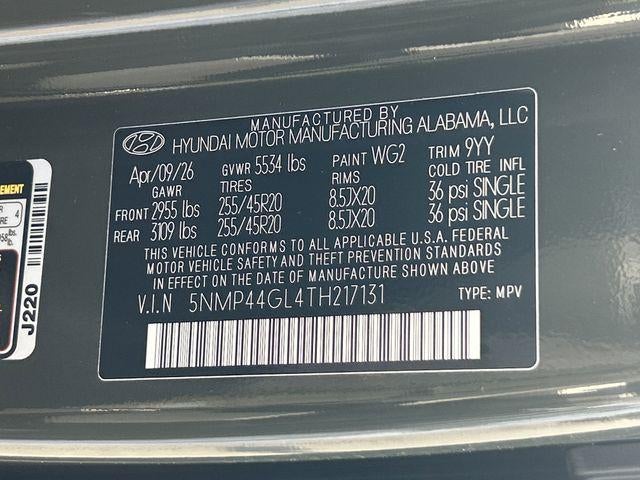 MANUFACTURED BY
HYUNDAI MOTOR MANUFACTURING ALABAMA, LLC
Apr/09/26 GVWR 5534 lbs PAINT WG2 TRIM 9YY
GAWR TIRES RIMS COLD TIRE INFL
FRONT 2955 lbs 255/45R20 8.5JX20 36 psi SINGLE
REAR 3109 lbs 255/45R20 8.5JX20 36 psi SINGLE
THIS VEHICLE CONFORMS TO ALL APPLICABLE U.S.A. FEDERAL
MOTOR VEHICLE SAFETY AND THEFT PREVENTION STANDARDS
IN EFFECT ON THE DATE OF MANUFACTURE SHOWN ABOVE
V.I.N 5NMP44GL4TH217131 TYPE: MPV
J220
4